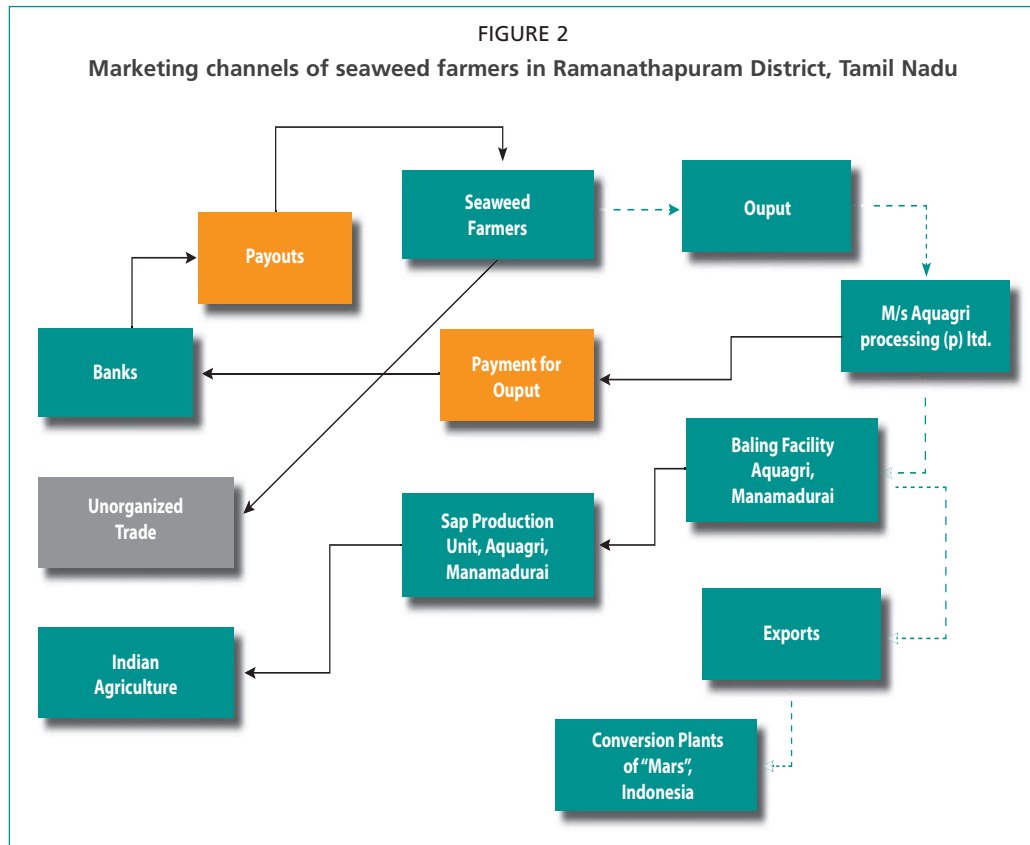 FIGURE 2
Marketing channels of seaweed farmers in Ramanathapuram District, Tamil Nadu
Seaweed
Farmers
Ouput
Payouts
M/s Aquagri
processing (p) ltd.
Banks
Payment for
Ouput
Baling Facility
Aquagri,
Manamadurai
Unorganized
Trade
Sap Production
Unit, Aquagri,
Manamadurai
Exports
Indian
Agriculture
Conversion Plants
of "Mars",
Indonesia